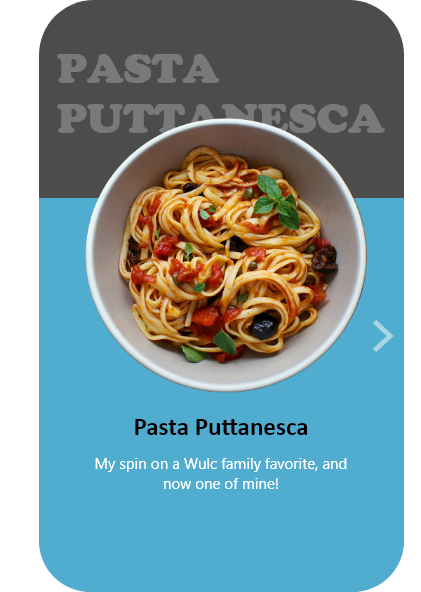 PASTA
PUTTANESCA
Pasta Puttanesca
My spin on a Wulc family favorite, and
now one of mine!